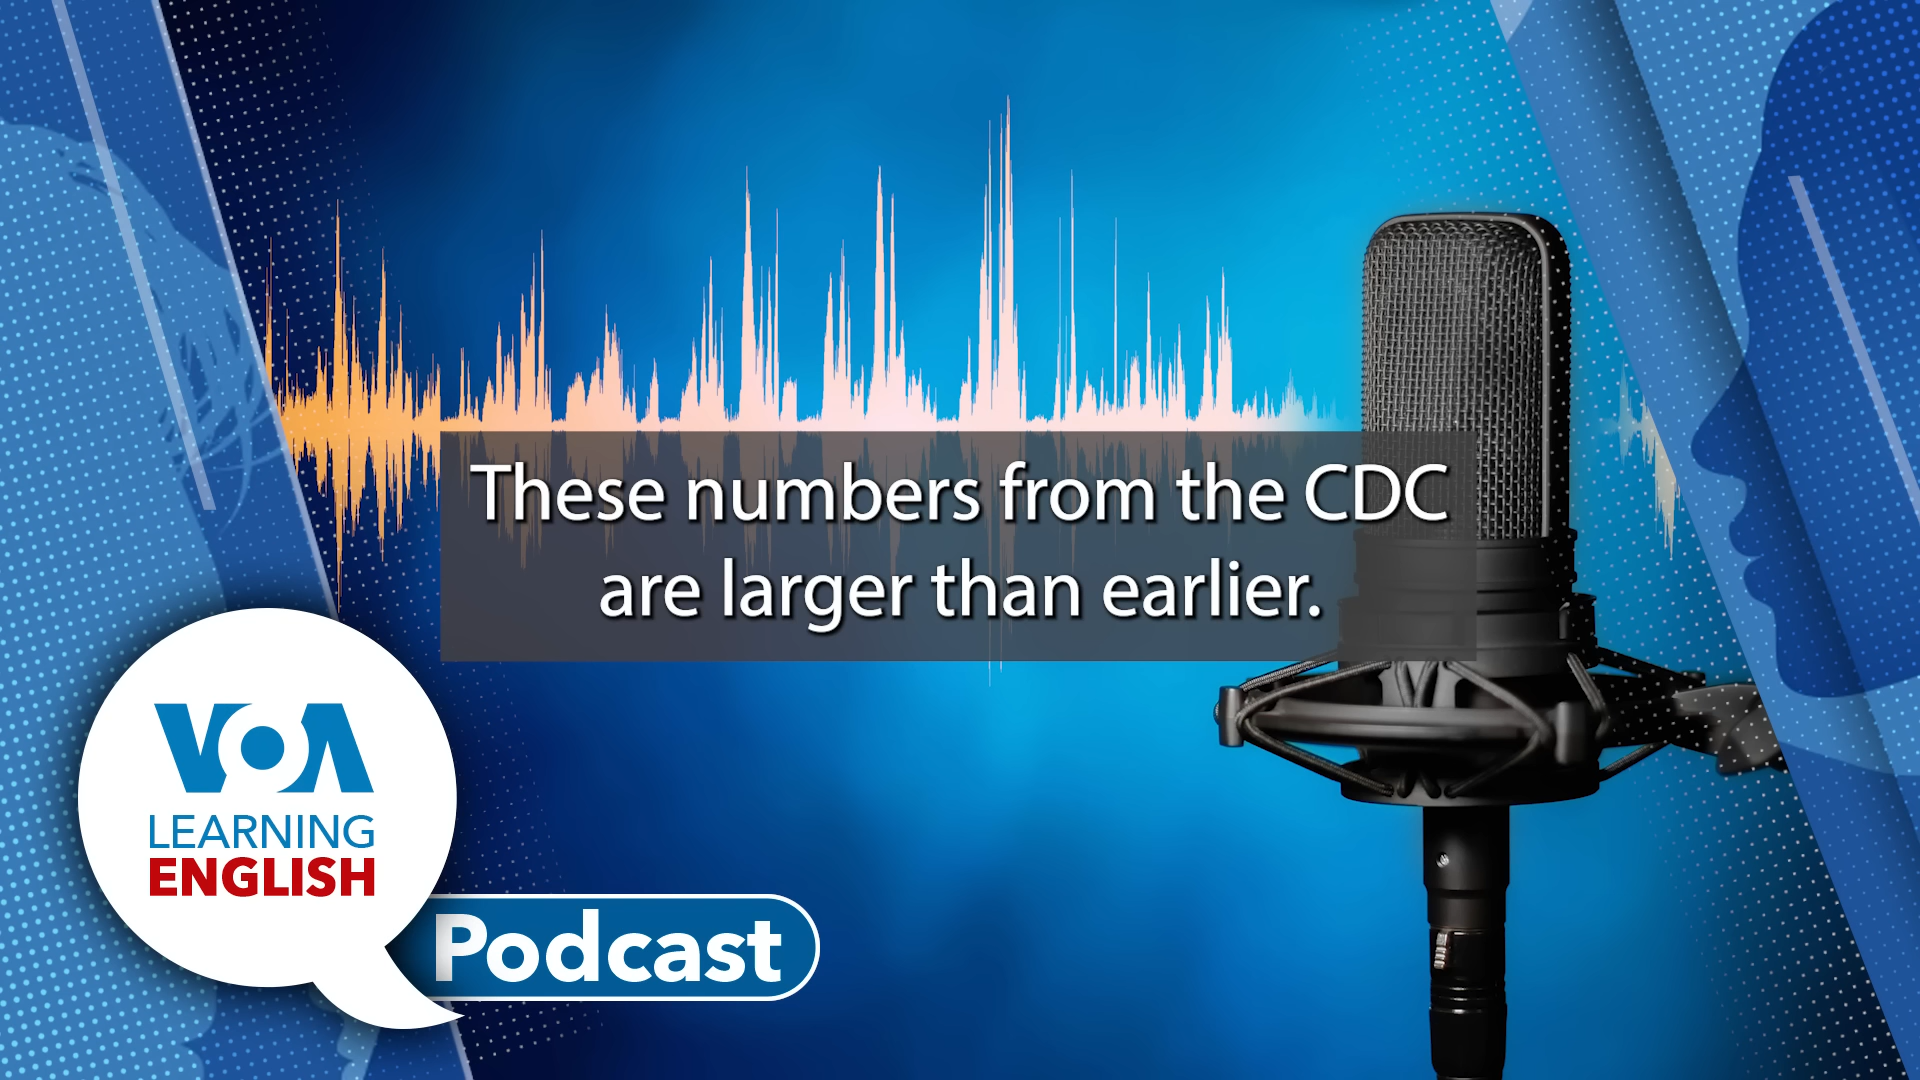 These numbers from the CDC
are larger than earlier.
VOA
LEARNING
ENGLISH
Podcast